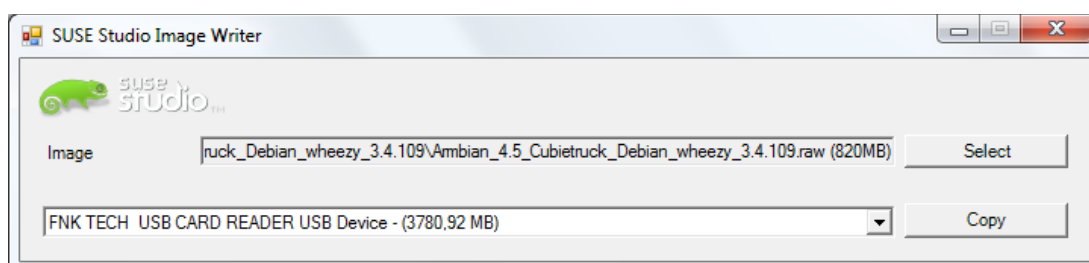 SUSE Studio Image Writer
suse
studio TM
Image
ruck_Debian_wheezy_3.4.109\Armbian_4.5_Cubietruck_Debian_wheezy_3.4.109.raw (820MB)
Select
FNK TECH  USB CARD READER USB Device - (3780,92 MB)
Copy